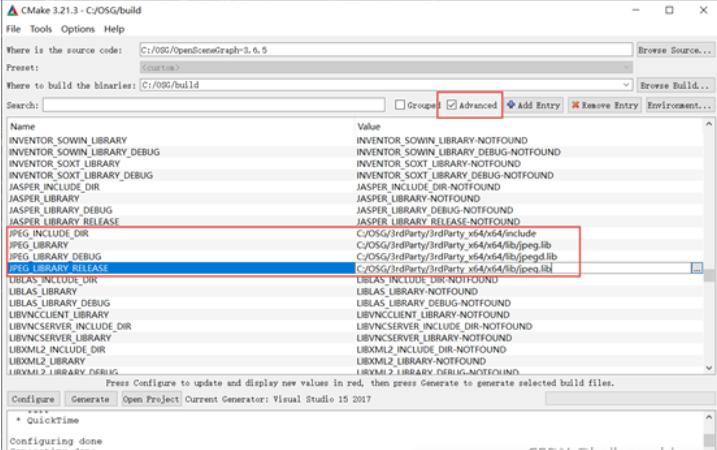 CMake 3.21.3 - C:/OSG/build
File Tools Options Help
Where is the source code: C:/OSG/OpenSceneGraph-3.6.5 Browse Source...
Preset: <custom>
Where to build the binaries: C:/OSG/build Browse Build...
Search: Grouped Advanced Add Entry Remove Entry Environment...
Name Value
INVENTOR_SOWIN_LIBRARY INVENTOR_SOWIN_LIBRARY-NOTFOUND
INVENTOR_SOWIN_LIBRARY_DEBUG INVENTOR_SOWIN_LIBRARY_DEBUG-NOTFOUND
INVENTOR_SOXT_LIBRARY INVENTOR_SOXT_LIBRARY-NOTFOUND
INVENTOR_SOXT_LIBRARY_DEBUG INVENTOR_SOXT_LIBRARY_DEBUG-NOTFOUND
JASPER_INCLUDE_DIR JASPER_INCLUDE_DIR-NOTFOUND
JASPER_LIBRARY JASPER_LIBRARY-NOTFOUND
JASPER_LIBRARY_DEBUG JASPER_LIBRARY_DEBUG-NOTFOUND
JASPER_LIBRARY_RELEASE JASPER_LIBRARY_RELEASE-NOTFOUND
JPEG_INCLUDE_DIR C:/OSG/3rdParty/3rdParty_x64/x64/include
JPEG_LIBRARY C:/OSG/3rdParty/3rdParty_x64/x64/lib/jpeg.lib
JPEG_LIBRARY_DEBUG C:/OSG/3rdParty/3rdParty_x64/x64/lib/jpegd.lib
JPEG_LIBRARY_RELEASE C:/OSG/3rdParty/3rdParty_x64/x64/lib/jpeg.lib ...
LIBLAS_INCLUDE_DIR LIBLAS_INCLUDE_DIR-NOTFOUND
LIBLAS_LIBRARY LIBLAS_LIBRARY-NOTFOUND
LIBLAS_LIBRARY_DEBUG LIBLAS_LIBRARY_DEBUG-NOTFOUND
LIBVNCCLIENT_LIBRARY LIBVNCCLIENT_LIBRARY-NOTFOUND
LIBVNCSERVER_INCLUDE_DIR LIBVNCSERVER_INCLUDE_DIR-NOTFOUND
LIBVNCSERVER_LIBRARY LIBVNCSERVER_LIBRARY-NOTFOUND
LIBXML2_INCLUDE_DIR LIBXML2_INCLUDE_DIR-NOTFOUND
LIBXML2_LIBRARY LIBXML2_LIBRARY-NOTFOUND
LIBXML2_LIBRARY_DEBUG LIBXML2_LIBRARY_DEBUG-NOTFOUND
Press Configure to update and display new values in red, then press Generate to generate selected build files.
Configure Generate Open Project Current Generator: Visual Studio 15 2017
* QuickTime
Configuring done